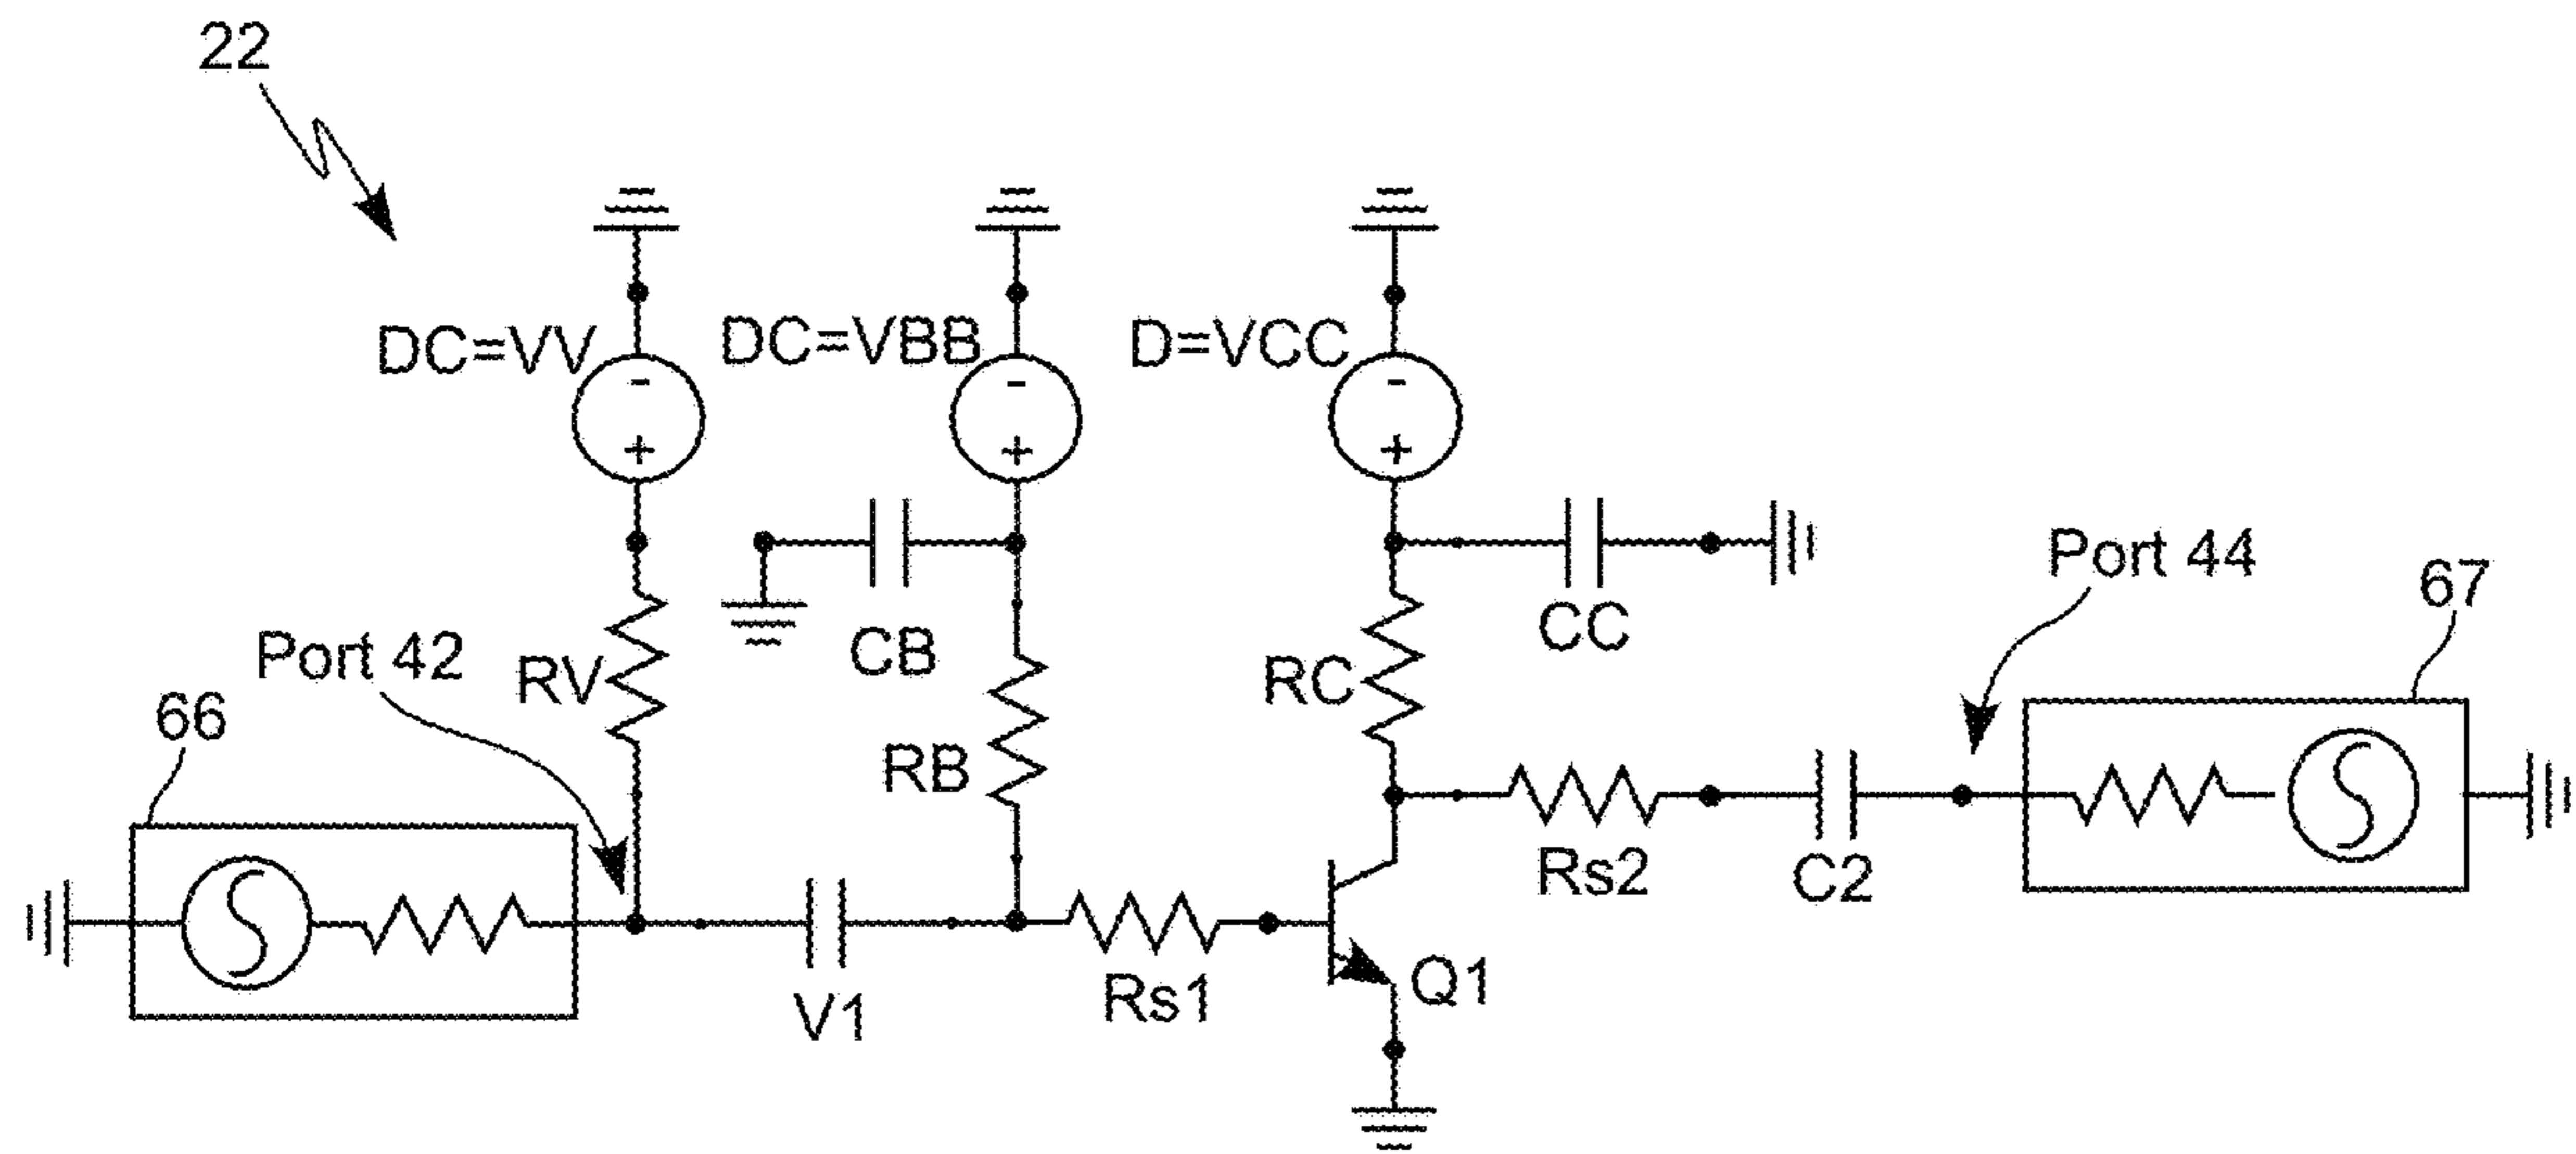 22
DC=VV
DC=VBB
D=VCC
-
-
-
+
+
+
Port 44
67
CB
CC
Port 42
RV
RC
66
RB
Rs2
C2
V1
Rs1
Q1